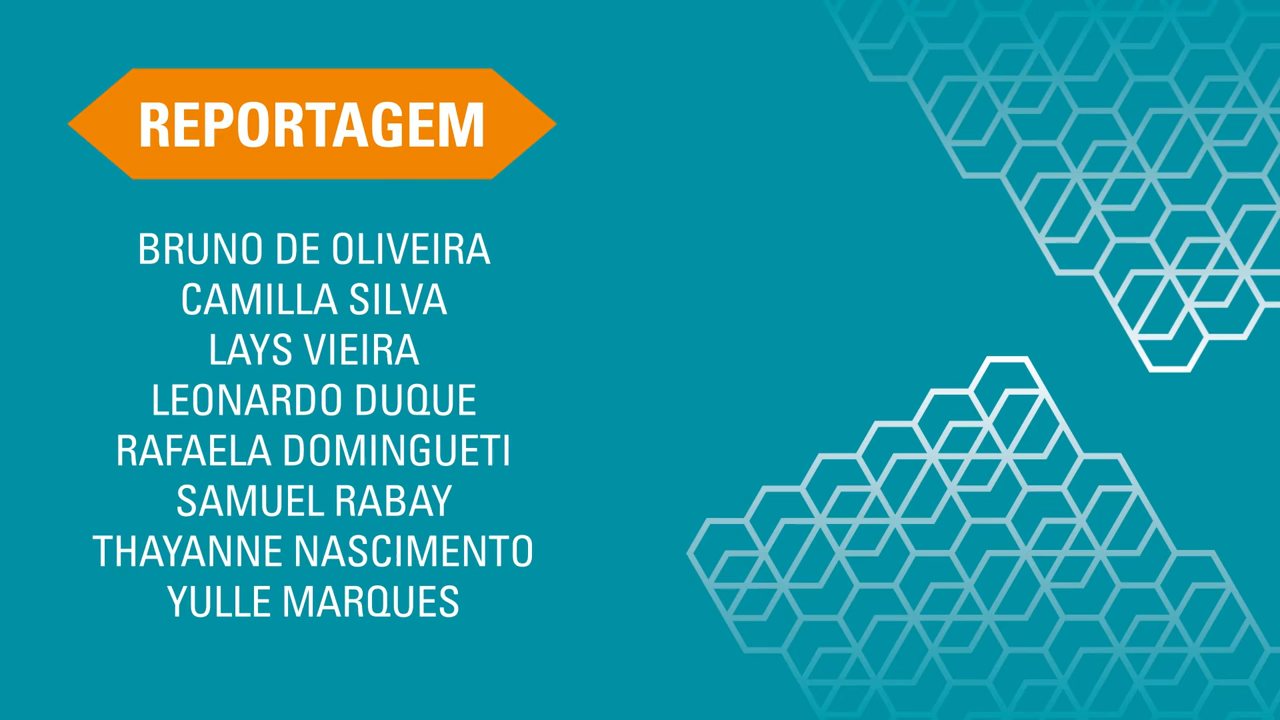 REPORTAGEM
BRUNO DE OLIVEIRA
CAMILLA SILVA
LAYS VIEIRA
LEONARDO DUQUE
RAFAELA DOMINGUETI
SAMUEL RABAY
THAYANNE NASCIMENTO
YULLE MARQUES